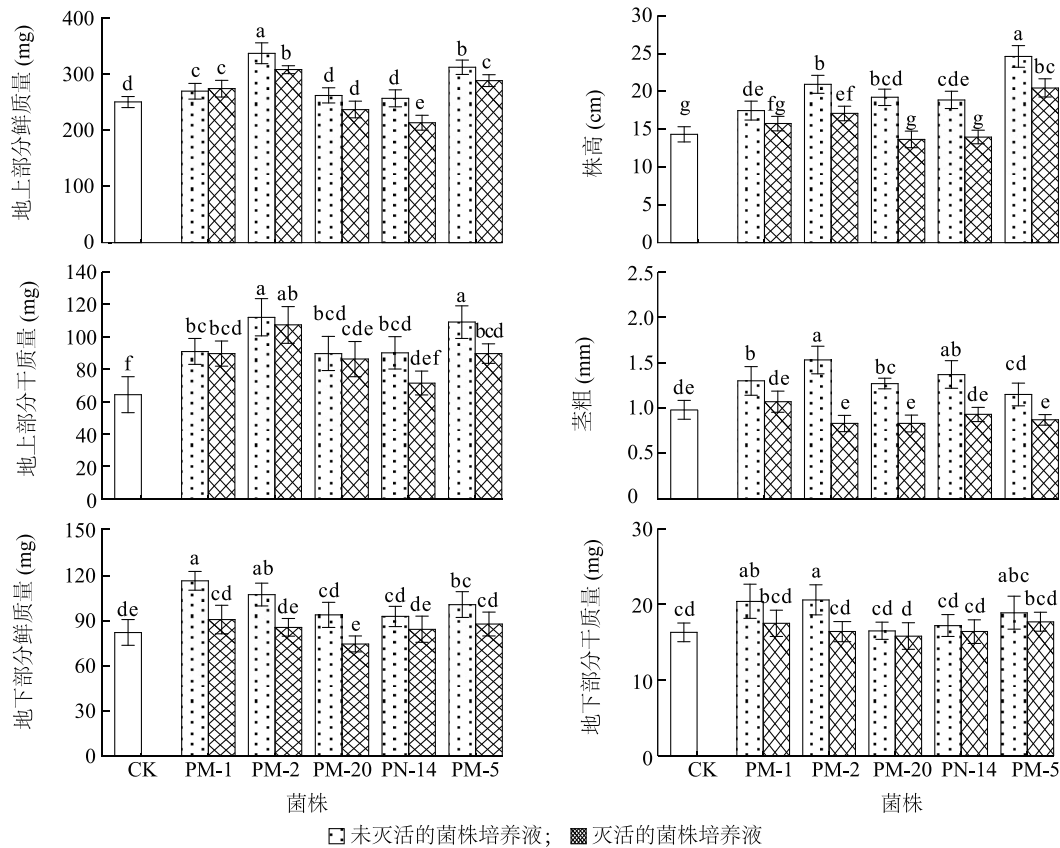 地上部分鲜质量 (mg)
400
300
200
300
0
d
c c
a b
d d
d e
b c
株高 (cm)
30
25
20
15
10
5
0
g
de fg
b ef
bcd g
cde g
a bc
地上部分干质量 (mg)
140
120
100
80
60
40
20
0
f
bc bcd
a ab
bcd cde
bcd def
a bcd
茎粗 (mm)
2.5
2.0
1.5
1.0
0.5
0
de
b de
a e
bc e
ab de
cd e
地下部分鲜质量 (mg)
150
120
90
60
30
0
de
a cd
ab de
cd e
cd de
bc cd
CK PM-1 PM-2 PM-20 PN-14 PM-5
菌株
地下部分干质量 (mg)
30
20
10
0
cd
ab bcd
a cd
cd d
cd cd
abc bcd
CK PM-1 PM-2 PM-20 PN-14 PM-5
菌株
未灭活的菌株培养液； 灭活的菌株培养液